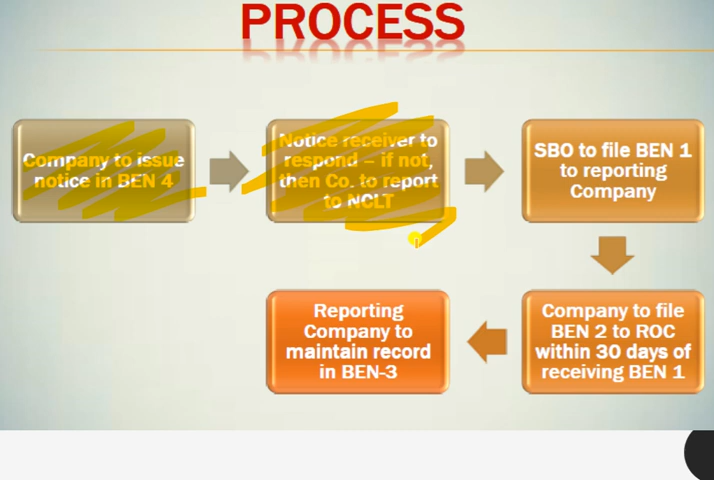 PROCESS
Company to issue
notice in BEN 4
Notice receiver to
respond – if not,
then Co. to report
to NCLT
SBO to file BEN 1
to reporting
Company
Company to file
BEN 2 to ROC
within 30 days of
receiving BEN 1
Reporting
Company to
maintain record
in BEN-3